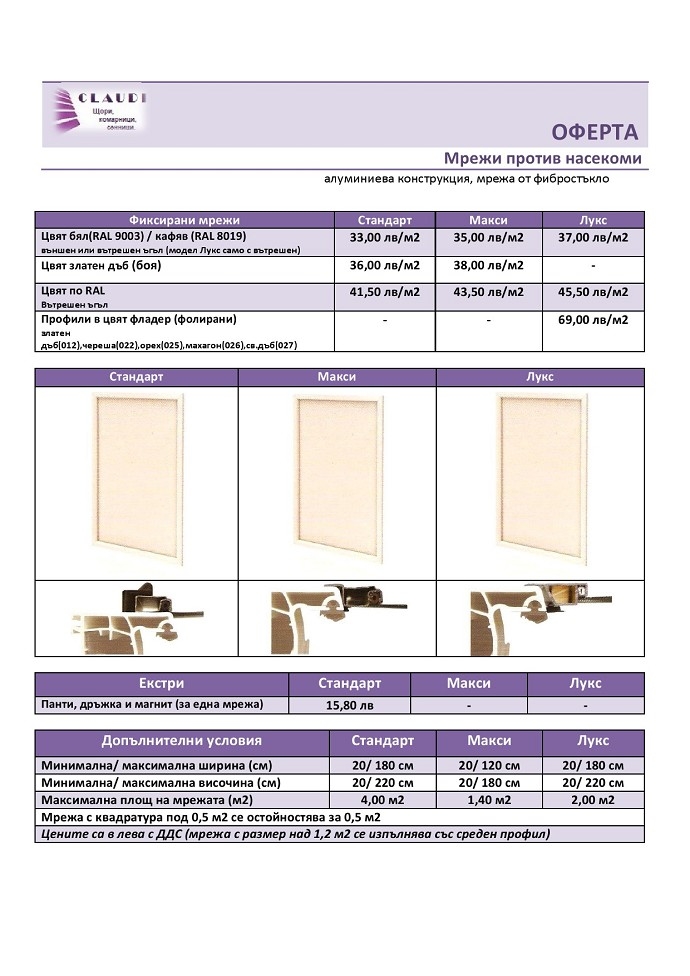 CLAUDI
Щори,
комарници,
сенници
ОФЕРТА
Мрежи против насекоми
алуминиева конструкция, мрежа от фибростъкло
Фиксирани мрежи Стандарт Макси Лукс
Цвят бял(RAL 9003) / кафяв (RAL 8019) 33,00 лв/м2 35,00 лв/м2 37,00 лв/м2
външен или вътрешен ъгъл (модел Лукс само с вътрешен)
Цвят златен дъб (боя) 36,00 лв/м2 38,00 лв/м2 -
Цвят по RAL 41,50 лв/м2 43,50 лв/м2 45,50 лв/м2
Вътрешен ъгъл
Профили в цвят фладер (фолирани) - - 69,00 лв/м2
златен
дъб(012),череша(022),орех(025),махагон(026),св.дъб(027)
Стандарт Макси Лукс
Екстри Стандарт Макси Лукс
Панти, дръжка и магнит (за една мрежа) 15,80 лв - -
Допълнителни условия Стандарт Макси Лукс
Минимална/ максимална ширина (см) 20/ 180 см 20/ 120 см 20/ 180 см
Минимална/ максимална височина (см) 20/ 220 см 20/ 180 см 20/ 220 см
Максимална площ на мрежата (м2) 4,00 м2 1,40 м2 2,00 м2
Мрежа с квадратура под 0,5 м2 се остойностява за 0,5 м2
Цените са в лева с ДДС (мрежа с размер над 1,2 м2 се изпълнява със среден профил)